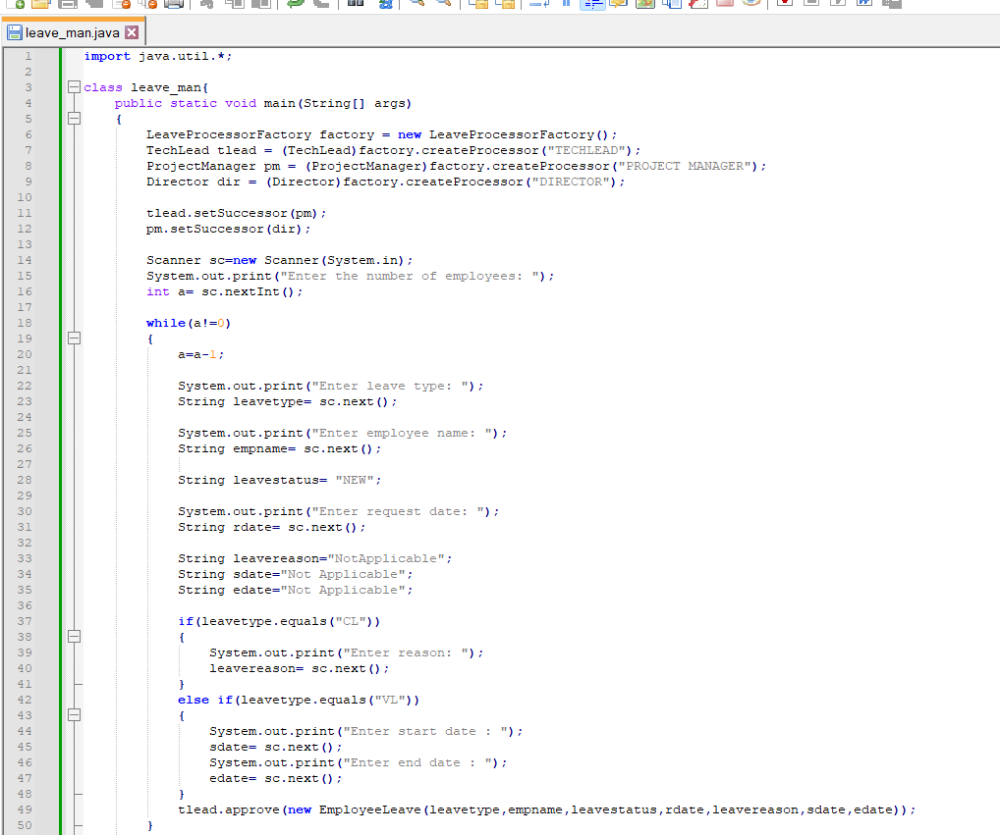 leave_man.java
1 import java.util.*;
2
3 class leave_man{
4 public static void main(String[] args)
5 {
6 LeaveProcessorFactory factory = new LeaveProcessorFactory();
7 TechLead tlead = (TechLead)factory.createProcessor("TECHLEAD");
8 ProjectManager pm = (ProjectManager)factory.createProcessor("PROJECT MANAGER");
9 Director dir = (Director)factory.createProcessor("DIRECTOR");
10
11 tlead.setSuccessor(pm);
12 pm.setSuccessor(dir);
13
14 Scanner sc=new Scanner(System.in);
15 System.out.print("Enter the number of employees: ");
16 int a= sc.nextInt();
17
18 while(a!=0)
19 {
20 a=a-1;
21
22 System.out.print("Enter leave type: ");
23 String leavetype= sc.next();
24
25 System.out.print("Enter employee name: ");
26 String empname= sc.next();
27
28 String leavestatus= "NEW";
29
30 System.out.print("Enter request date: ");
31 String rdate= sc.next();
32
33 String leavereason="NotApplicable";
34 String sdate="Not Applicable";
35 String edate="Not Applicable";
36
37 if(leavetype.equals("CL"))
38 {
39 System.out.print("Enter reason: ");
40 leavereason= sc.next();
41 }
42 else if(leavetype.equals("VL"))
43 {
44 System.out.print("Enter start date : ");
45 sdate= sc.next();
46 System.out.print("Enter end date : ");
47 edate= sc.next();
48 }
49 tlead.approve(new EmployeeLeave(leavetype,empname,leavestatus,rdate,leavereason,sdate,edate));
50 }